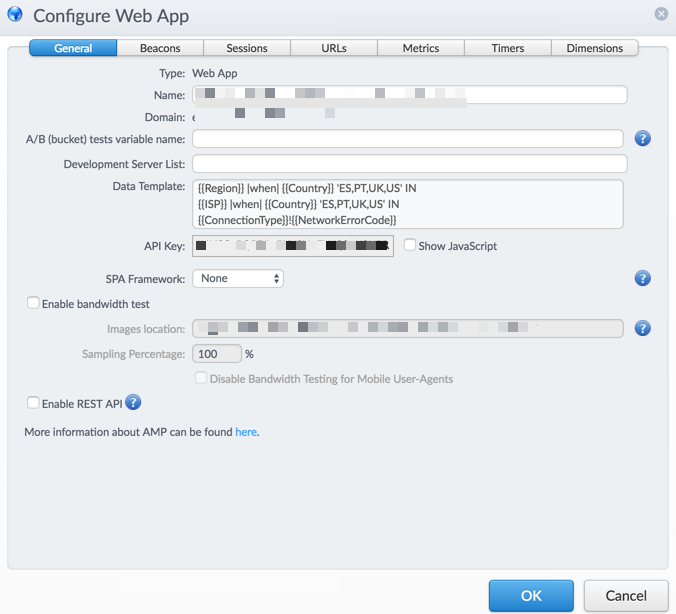 Configure Web App
General Beacons Sessions URLs Metrics Timers Dimensions
Type: Web App
Name:
Domain:
A/B (bucket) tests variable name: ?
Development Server List:
Data Template: {{Region}} |when| {{Country}} 'ES,PT,UK,US' IN
{{ISP}} |when| {{Country}} 'ES,PT,UK,US' IN
{{ConnectionType}}!{{NetworkErrorCode}}
API Key: Show JavaScript
SPA Framework: None ?
Enable bandwidth test
Images location: ?
Sampling Percentage: 100 %
Disable Bandwidth Testing for Mobile User-Agents
Enable REST API ?
More information about AMP can be found here.
OK Cancel